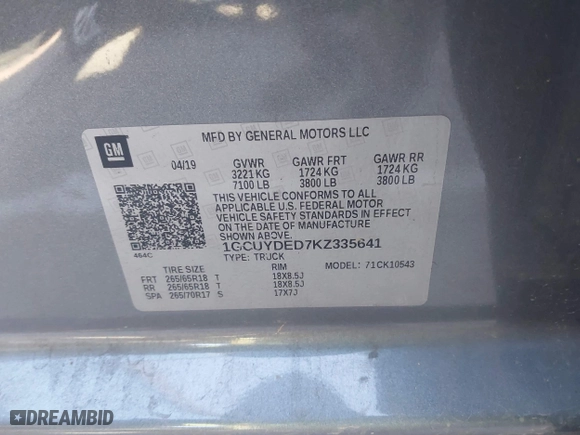 GM
MFD BY GENERAL MOTORS LLC
04/19 GVWR GAWR FRT GAWR RR
3221 KG 1724 KG 1724 KG
7100 LB 3800 LB 3800 LB
THIS VEHICLE CONFORMS TO ALL
APPLICABLE U.S. FEDERAL MOTOR
VEHICLE SAFETY STANDARDS IN EFFECT
ON THE DATE OF MANUFACTURE
SHOWN ABOVE.
464C 1GCUYDED7KZ335641
TYPE: TRUCK MODEL: 71CK10543
TIRE SIZE RIM
FRT 265/65R18 T 18X8.5J
RR 265/65R18 T 18X8.5J
SPA 265/70R17 S 17X7J
DREAMBID